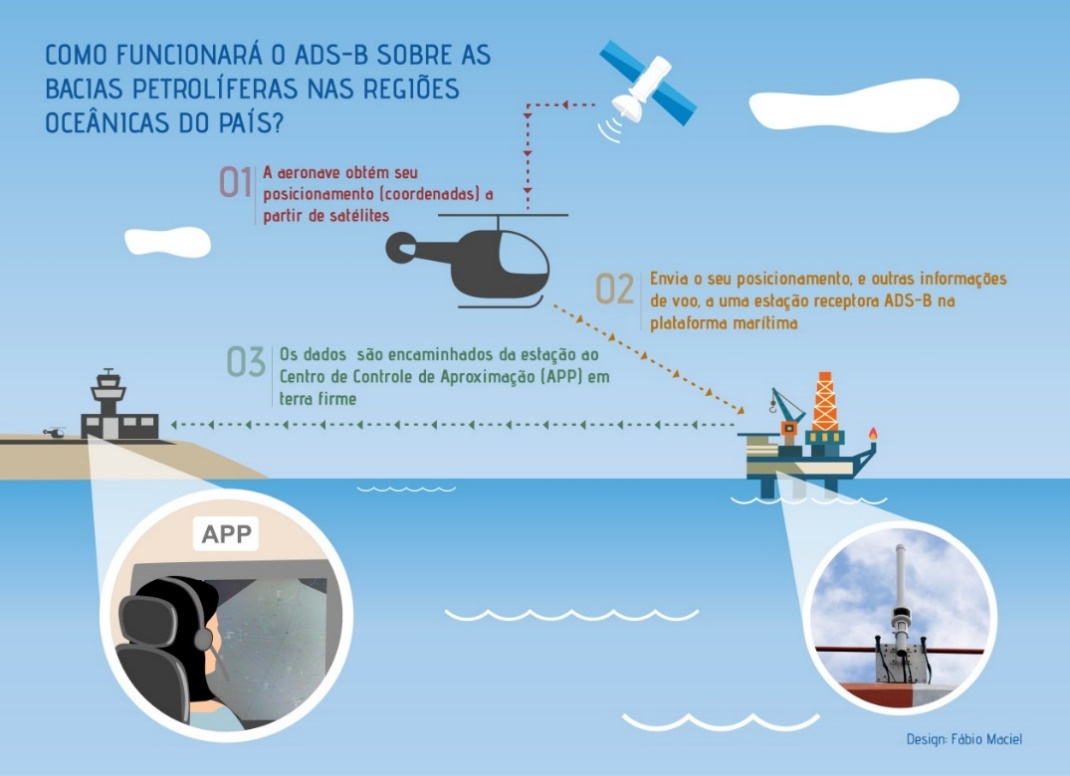 COMO FUNCIONARÁ O ADS-B SOBRE AS
BACIAS PETROLÍFERAS NAS REGIÕES
OCEÂNICAS DO PAÍS?
01
A aeronave obtém seu
posicionamento (coordenadas) a
partir de satélites
02
Envia o seu posicionamento, e outras informações
de voo, a uma estação receptora ADS-B na
plataforma marítima
03
Os dados são encaminhados da estação ao
Centro de Controle de Aproximação (APP) em
terra firme
APP
Design: Fábio Maciel